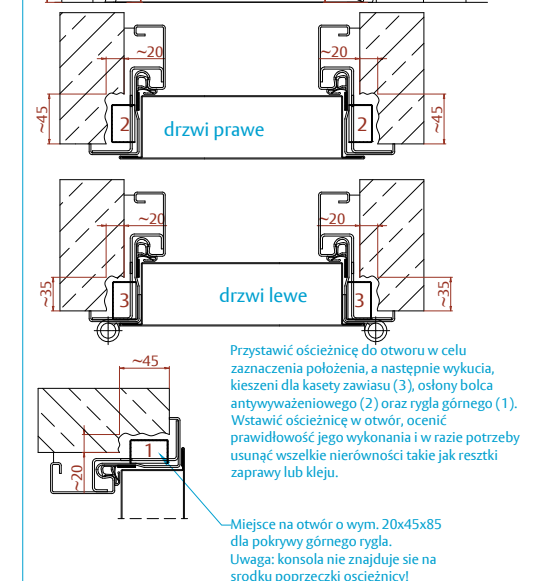 ~20
~20
~45
2
drzwi prawe
2
~45
~20
~20
~35
3
drzwi lewe
3
~35
Przystawić ościeżnicę do otworu w celu
zaznaczenia położenia, a następnie wykucia,
kieszeni dla kasety zawiasu (3), osłony bolca
antywyważeniowego (2) oraz rygla górnego (1).
Wstawić ościeżnicę w otwór, ocenić
prawidłowość jego wykonania i w razie potrzeby
usunąć wszelkie nierówności takie jak resztki
zaprawy lub kleju.
~45
1
~20
Miejsce na otwór o wym. 20x45x85
dla pokrywy górnego rygla.
Uwaga: konsola nie znajduje sie na
srodku poprzeczki oscieżnicy!